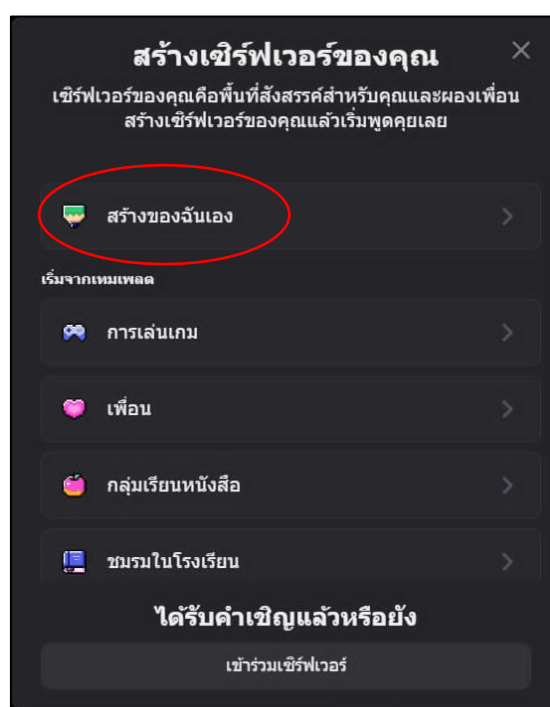 สร้างเซิร์ฟเวอร์ของคุณ
เซิร์ฟเวอร์ของคุณคือพื้นที่สังสรรค์สำหรับคุณและผองเพื่อน
สร้างเซิร์ฟเวอร์ของคุณแล้วเริ่มพูดคุยเลย
สร้างของฉันเอง
เริ่มจากเทมเพลต
การเล่นเกม
เพื่อน
กลุ่มเรียนหนังสือ
ชมรมในโรงเรียน
ได้รับคำเชิญแล้วหรือยัง
เข้าร่วมเซิร์ฟเวอร์